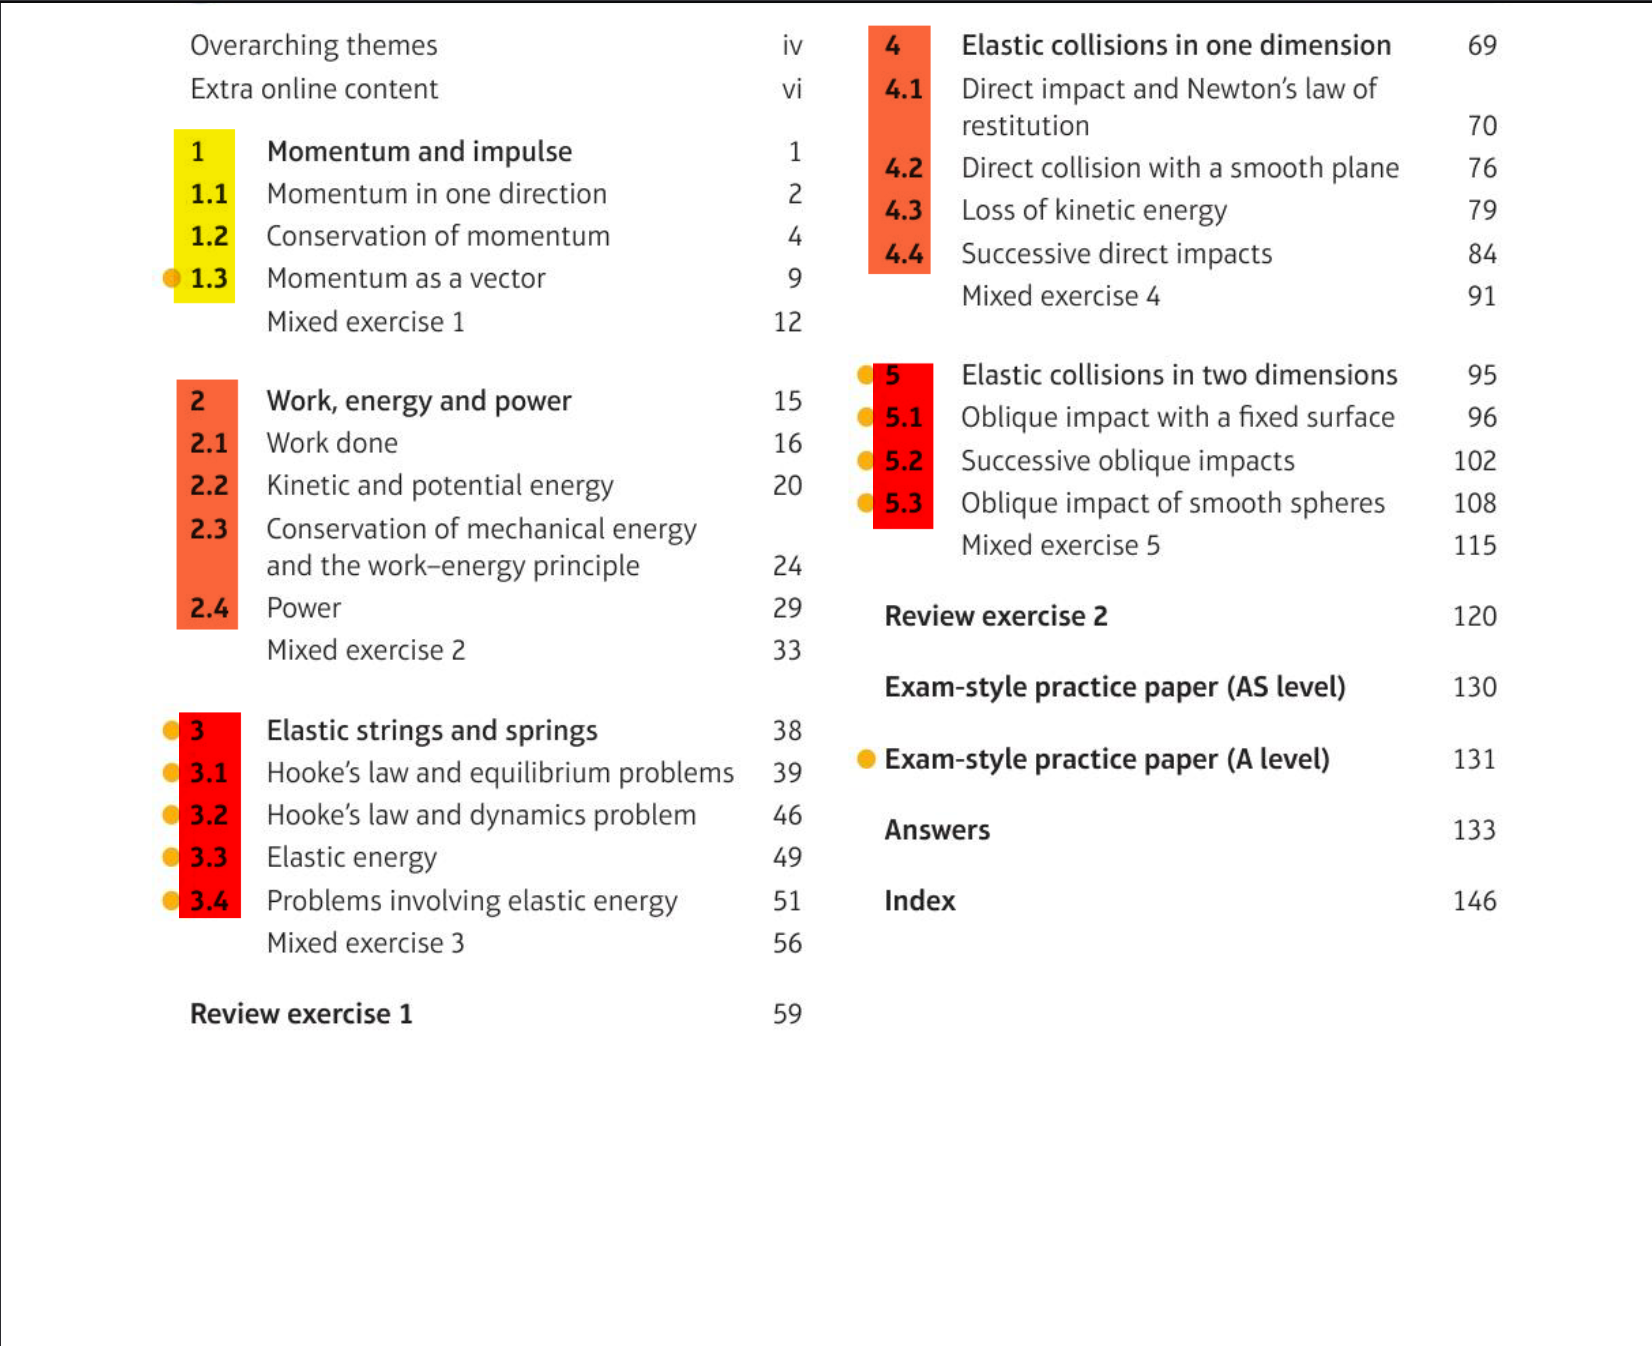 Overarching themes iv
Extra online content vi
1 Momentum and impulse 1
1.1 Momentum in one direction 2
1.2 Conservation of momentum 4
1.3 Momentum as a vector 9
Mixed exercise 1 12
2 Work, energy and power 15
2.1 Work done 16
2.2 Kinetic and potential energy 20
2.3 Conservation of mechanical energy
and the work–energy principle 24
2.4 Power 29
Mixed exercise 2 33
3 Elastic strings and springs 38
3.1 Hooke’s law and equilibrium problems 39
3.2 Hooke’s law and dynamics problem 46
3.3 Elastic energy 49
3.4 Problems involving elastic energy 51
Mixed exercise 3 56
Review exercise 1 59
4 Elastic collisions in one dimension 69
4.1 Direct impact and Newton’s law of
restitution 70
4.2 Direct collision with a smooth plane 76
4.3 Loss of kinetic energy 79
4.4 Successive direct impacts 84
Mixed exercise 4 91
5 Elastic collisions in two dimensions 95
5.1 Oblique impact with a fixed surface 96
5.2 Successive oblique impacts 102
5.3 Oblique impact of smooth spheres 108
Mixed exercise 5 115
Review exercise 2 120
Exam-style practice paper (AS level) 130
Exam-style practice paper (A level) 131
Answers 133
Index 146